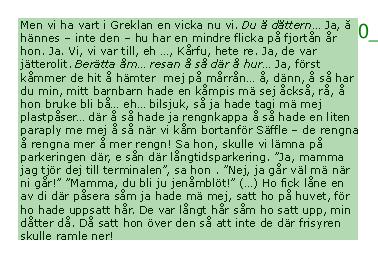 Men vi ha vart i Greklan en vicka nu vi. Du å dåttern... Ja, å
hännes – inte den – hu har en mindre flicka på fjortån år
hon. Ja. Vi, vi var till, eh ..., Kårfu, hete re. Ja, de var
jätterolit. Berätta åm... resan å så där å hur... Ja, först
kåmmer de hit å hämter  mej på mårrån... å, dänn, å så har
du min, mitt barnbarn hade en kåmpis mä sej åckså, rå, å
hon bruke bli bå... eh... bilsjuk, så ja hade tagi må mej
plastpåser... där å så hade ja rengnkappa å så hade en liten
paraply me mej å så när vi kåm bortanför Säffle – de rengna
å rengna mer å mer rengn! Sa hon, skulle vi lämna på
parkeringen där, e sån där långtidsparkering. ”Ja, mamma
jag tjör dej till terminalen”, sa hon . ”Nej, ja går väl mä när
ni går!” ”Mamma, du bli ju jenåmblöt!” (...) Ho fick låne en
av di där påsera såm ja hade mä mej, satt ho på huvet, för
ho hade uppsatt hår. De var långt hår såm ho satt upp, min
dåtter då. Då satt hon över den så att inte de där frisyren
skulle ramle ner!
0_